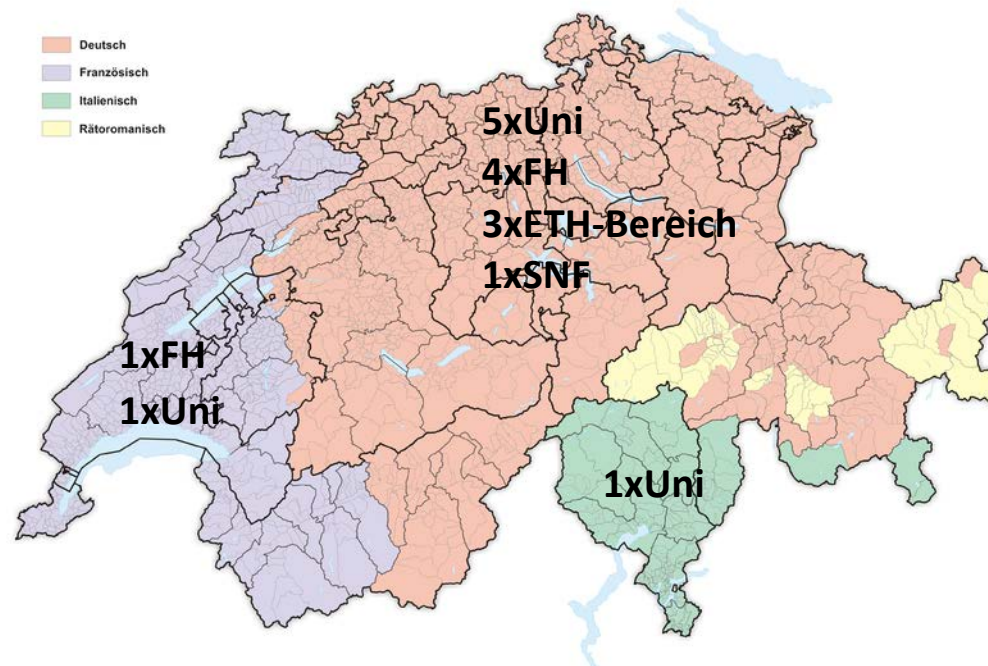 Deutsch
Französisch
Italienisch
Rätoromanisch
5xUni
4xFH
3xETH-Bereich
1xSNF
1xFH
1xUni
1xUni